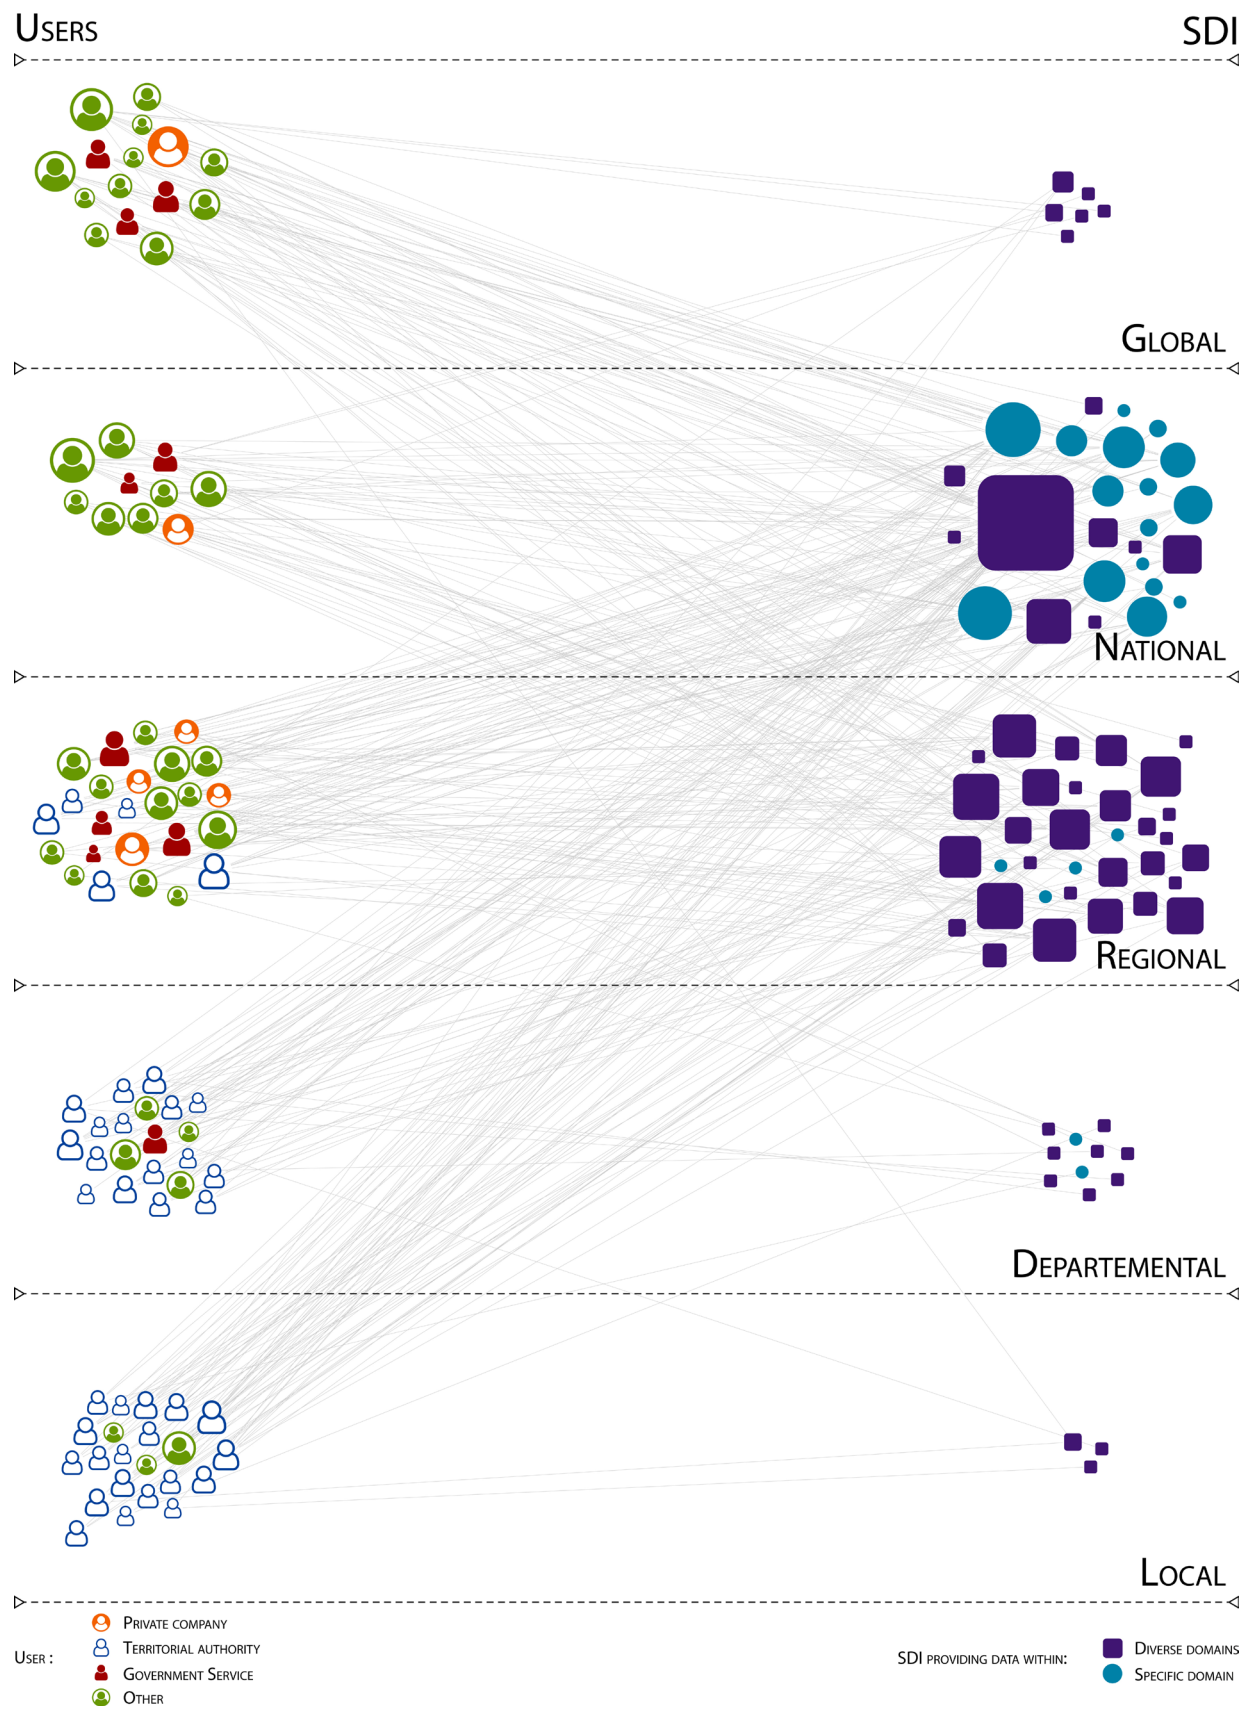 Users SDI
Global
National
Regional
Departemental
Local
Private company
Territorial authority
User :
Government Service
Other
SDI providing data within:
Diverse domains
Specific domain